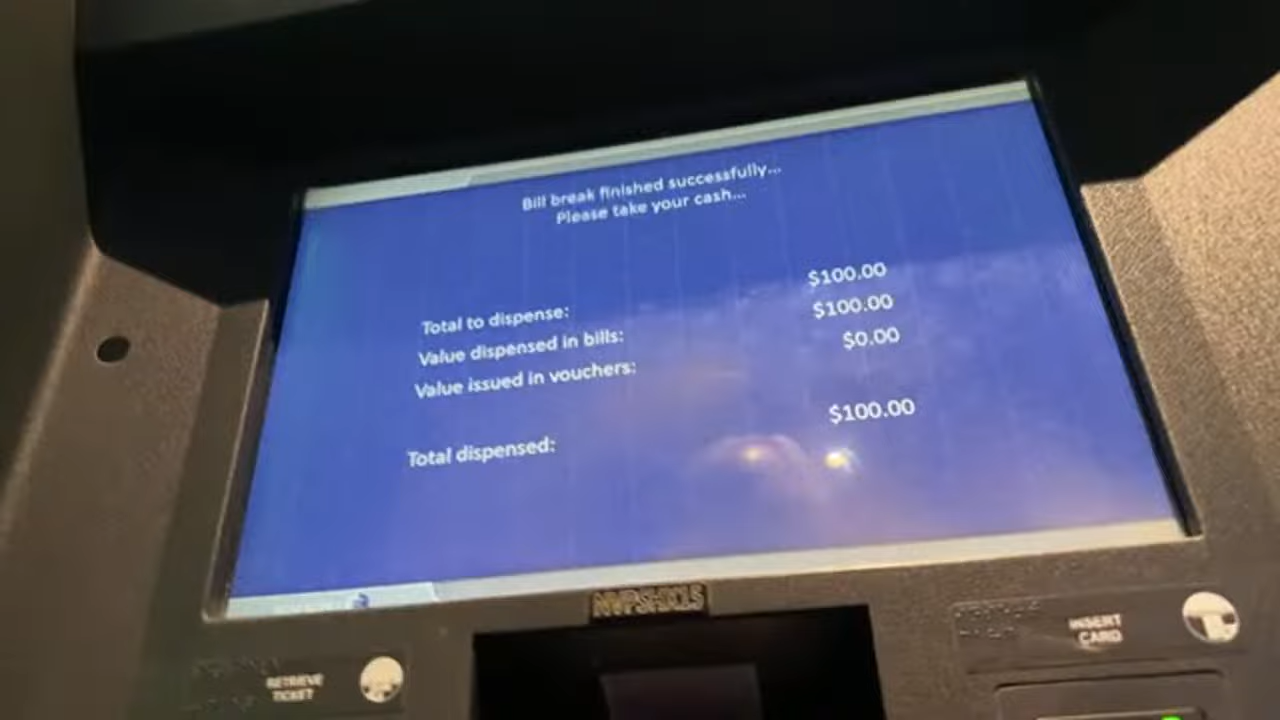 Bill break finished successfully...
Please take your cash...
Total to dispense: $100.00
Value dispensed in bills: $100.00
Value issued in vouchers: $0.00
Total dispensed: $100.00
RETRIEVE
TICKET
INSERT
CARD